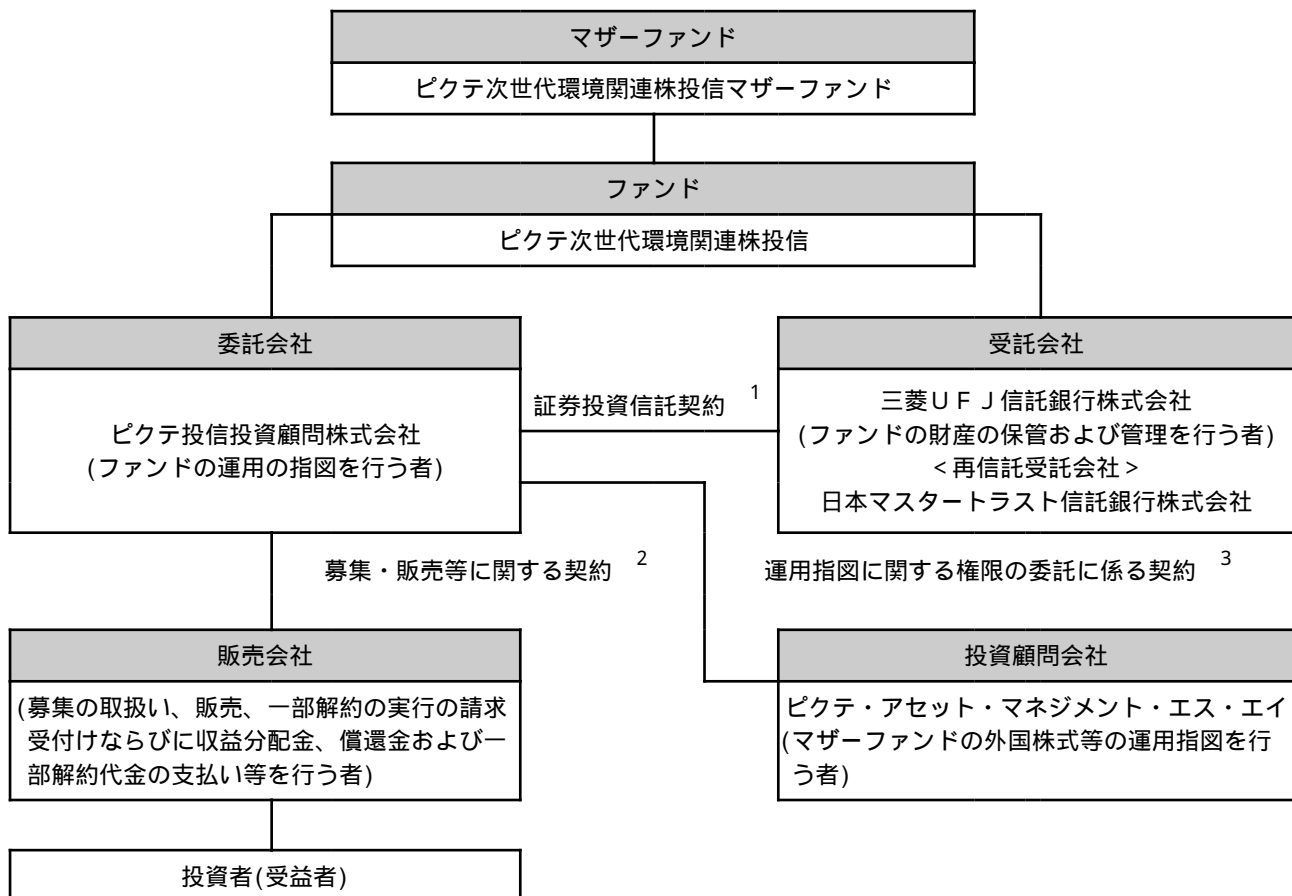 マザーファンド
ピクテ次世代環境関連株投信マザーファンド
ファンド
ピクテ次世代環境関連株投信
委託会社
ピクテ投信投資顧問株式会社
(ファンドの運用の指図を行う者)
証券投資信託契約 1
受託会社
三菱UFJ信託銀行株式会社
(ファンドの財産の保管および管理を行う者)
<再信託受託会社>
日本マスタートラスト信託銀行株式会社
募集・販売等に関する契約 2
運用指図に関する権限の委託に係る契約 3
販売会社
(募集の取扱い、販売、一部解約の実行の請求
受付けならびに収益分配金、償還金および一
部解約代金の支払い等を行う者)
投資顧問会社
ピクテ・アセット・マネジメント・エス・エイ
(マザーファンドの外国株式等の運用指図を行
う者)
投資者(受益者)